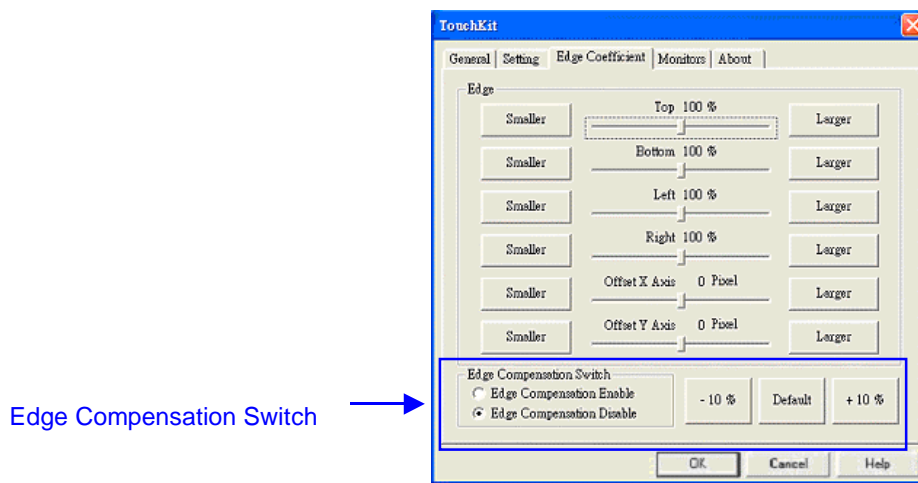 TouchKit
General Setting Edge Coefficient Monitors About
Edge
Smaller Top 100 % Larger
Smaller Bottom 100 % Larger
Smaller Left 100 % Larger
Smaller Right 100 % Larger
Smaller Offset X Axis 0 Pixel Larger
Smaller Offset Y Axis 0 Pixel Larger
Edge Compensation Switch
Edge Compensation Enable
Edge Compensation Disable
- 10 % Default + 10 %
Edge Compensation Switch
OK Cancel Help